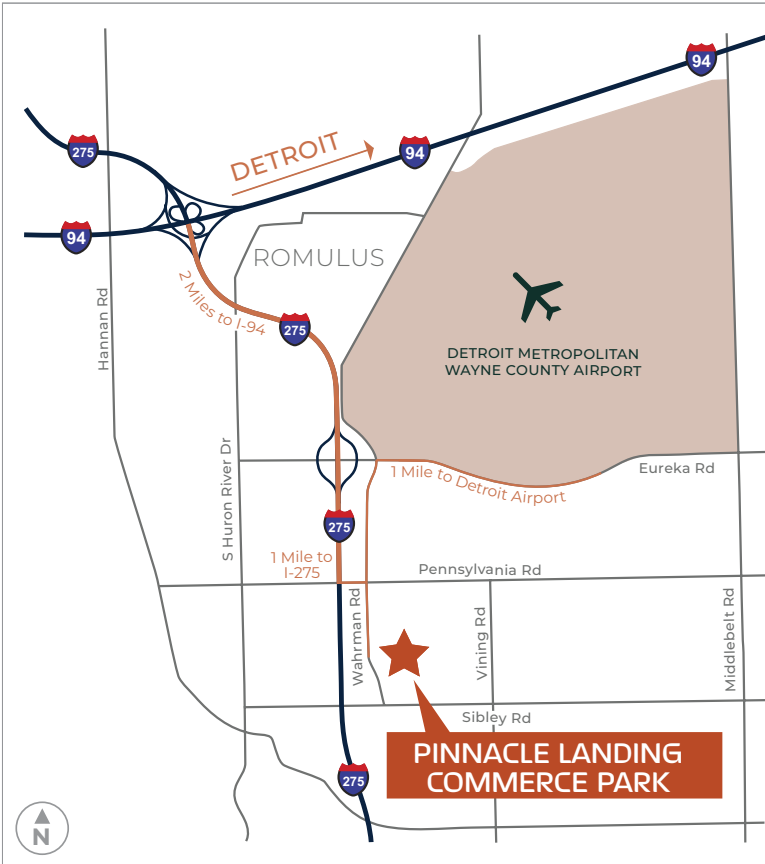 94
275
DETROIT
94
94
ROMULUS
Hannan Rd
2 Miles to I-94
275
DETROIT METROPOLITAN
WAYNE COUNTY AIRPORT
S Huron River Dr
1 Mile to Detroit Airport
Eureka Rd
275
1 Mile to
I-275
Pennsylvania Rd
Wahrman Rd
Vining Rd
Middlebelt Rd
Sibley Rd
PINNACLE LANDING
COMMERCE PARK
275
N